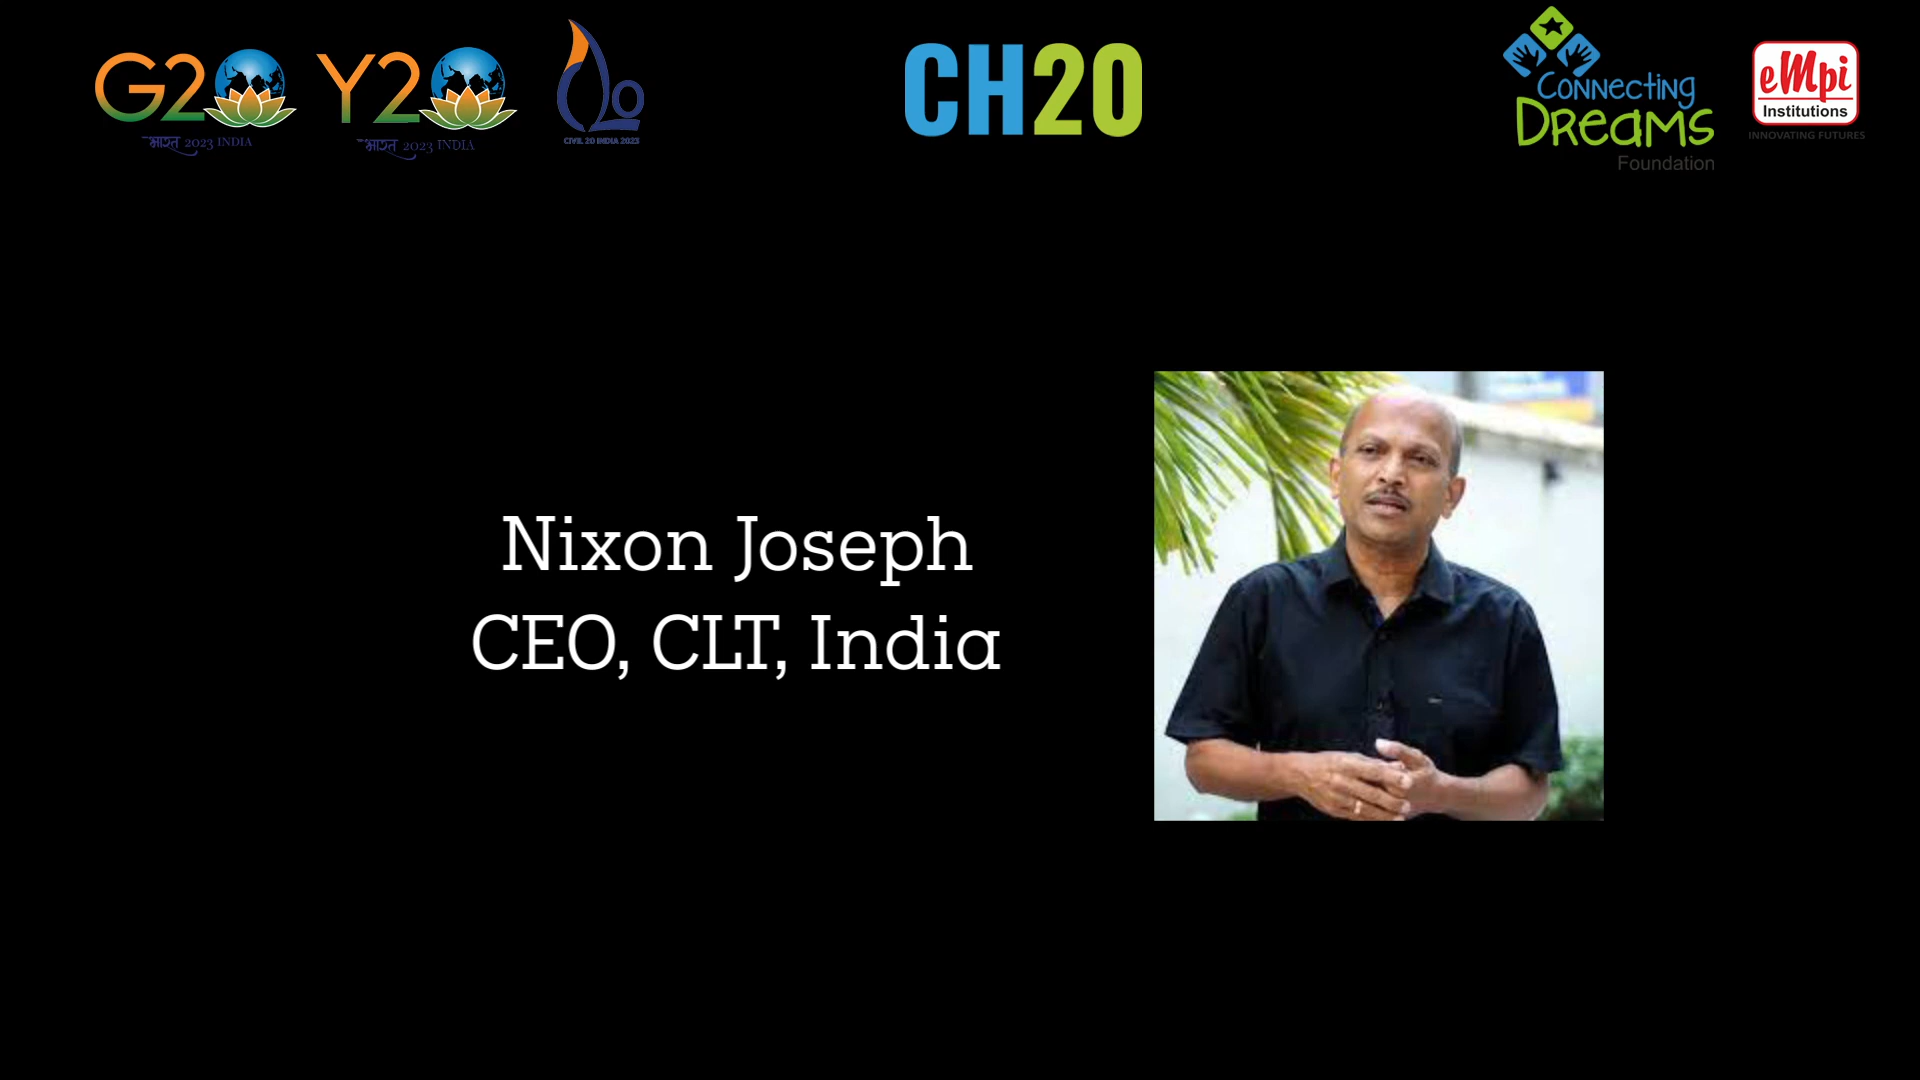 G20
भारत 2023 INDIA
Y20
भारत 2023 INDIA
CIVIL 20 INDIA 2023
CH20
Connecting
Dreams
Foundation
eMpi
Institutions
INNOVATING FUTURES
Nixon Joseph
CEO, CLT, India